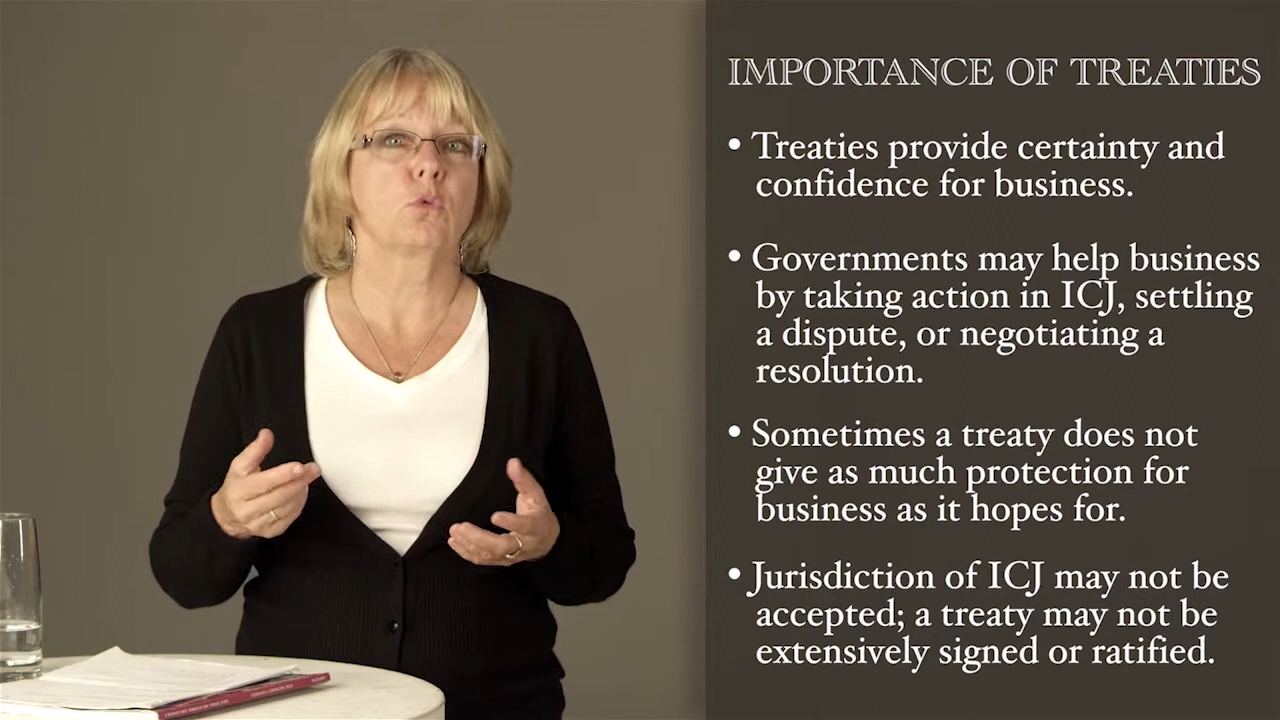 IMPORTANCE OF TREATIES
• Treaties provide certainty and
confidence for business.
• Governments may help business
by taking action in ICJ, settling
a dispute, or negotiating a
resolution.
• Sometimes a treaty does not
give as much protection for
business as it hopes for.
• Jurisdiction of ICJ may not be
accepted; a treaty may not be
extensively signed or ratified.